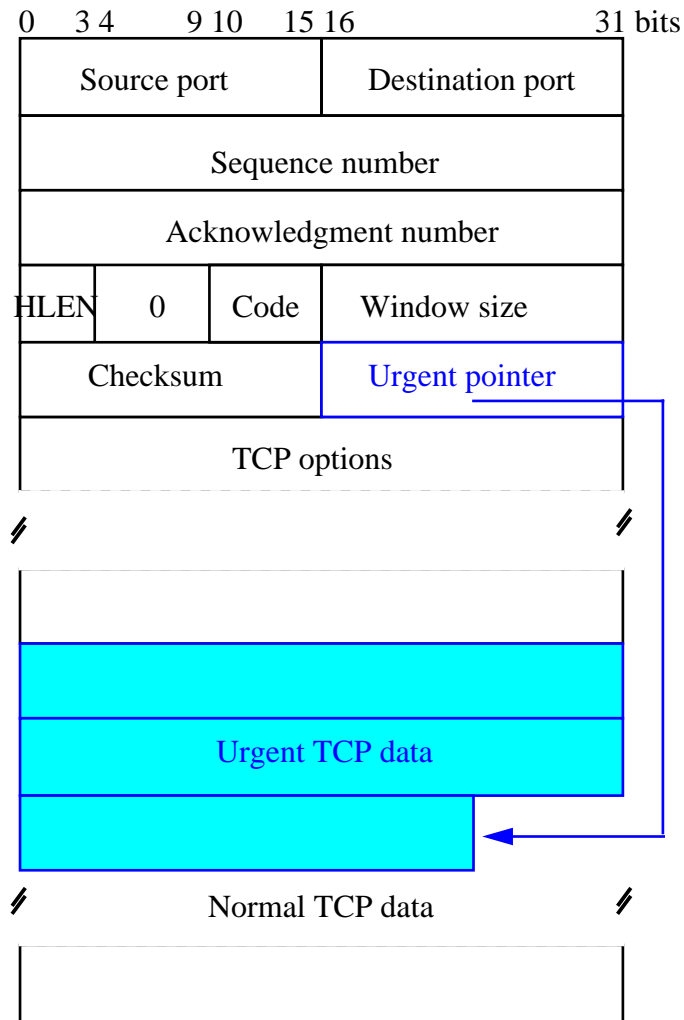 0 3 4 9 10 15 16 31 bits
Source port Destination port
Sequence number
Acknowledgment number
HLEN 0 Code Window size
Checksum Urgent pointer
TCP options
Urgent TCP data
Normal TCP data